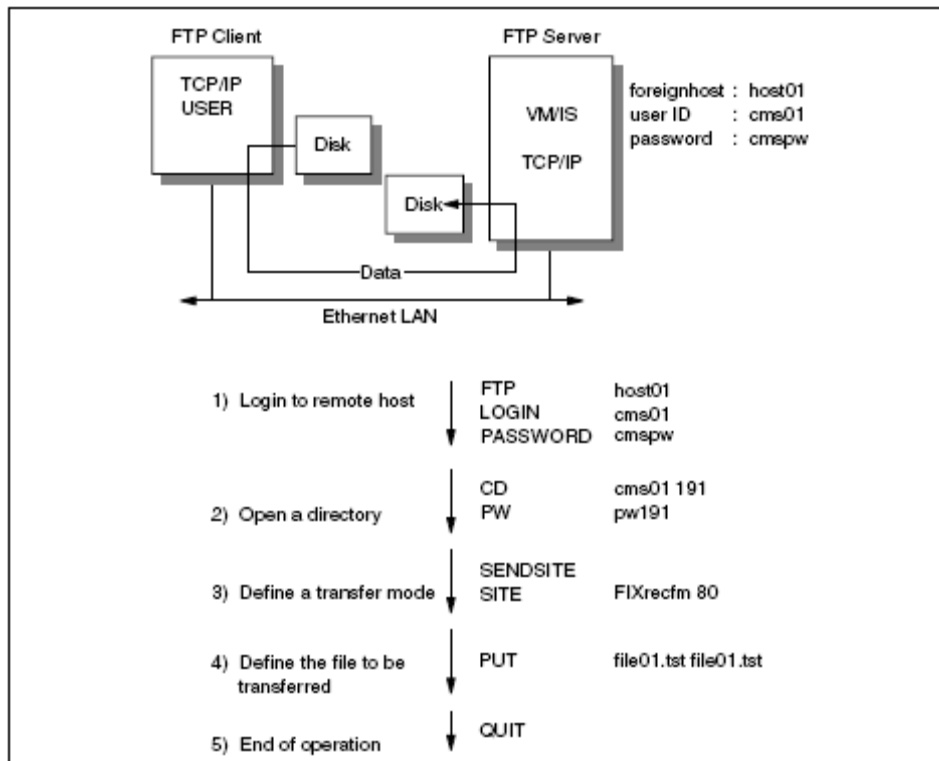 FTP Client
FTP Server
TCP/IP
USER
Disk
Disk
VM/IS
TCP/IP
foreignhost : host01
user ID : cms01
password : cmspw
Data
Ethernet LAN
1) Login to remote host
FTP host01
LOGIN cms01
PASSWORD cmspw
2) Open a directory
CD cms01 191
PW pw191
3) Define a transfer mode
SENDSITE
SITE FIXrecfm 80
4) Define the file to be
transferred
PUT file01.tst file01.tst
5) End of operation
QUIT